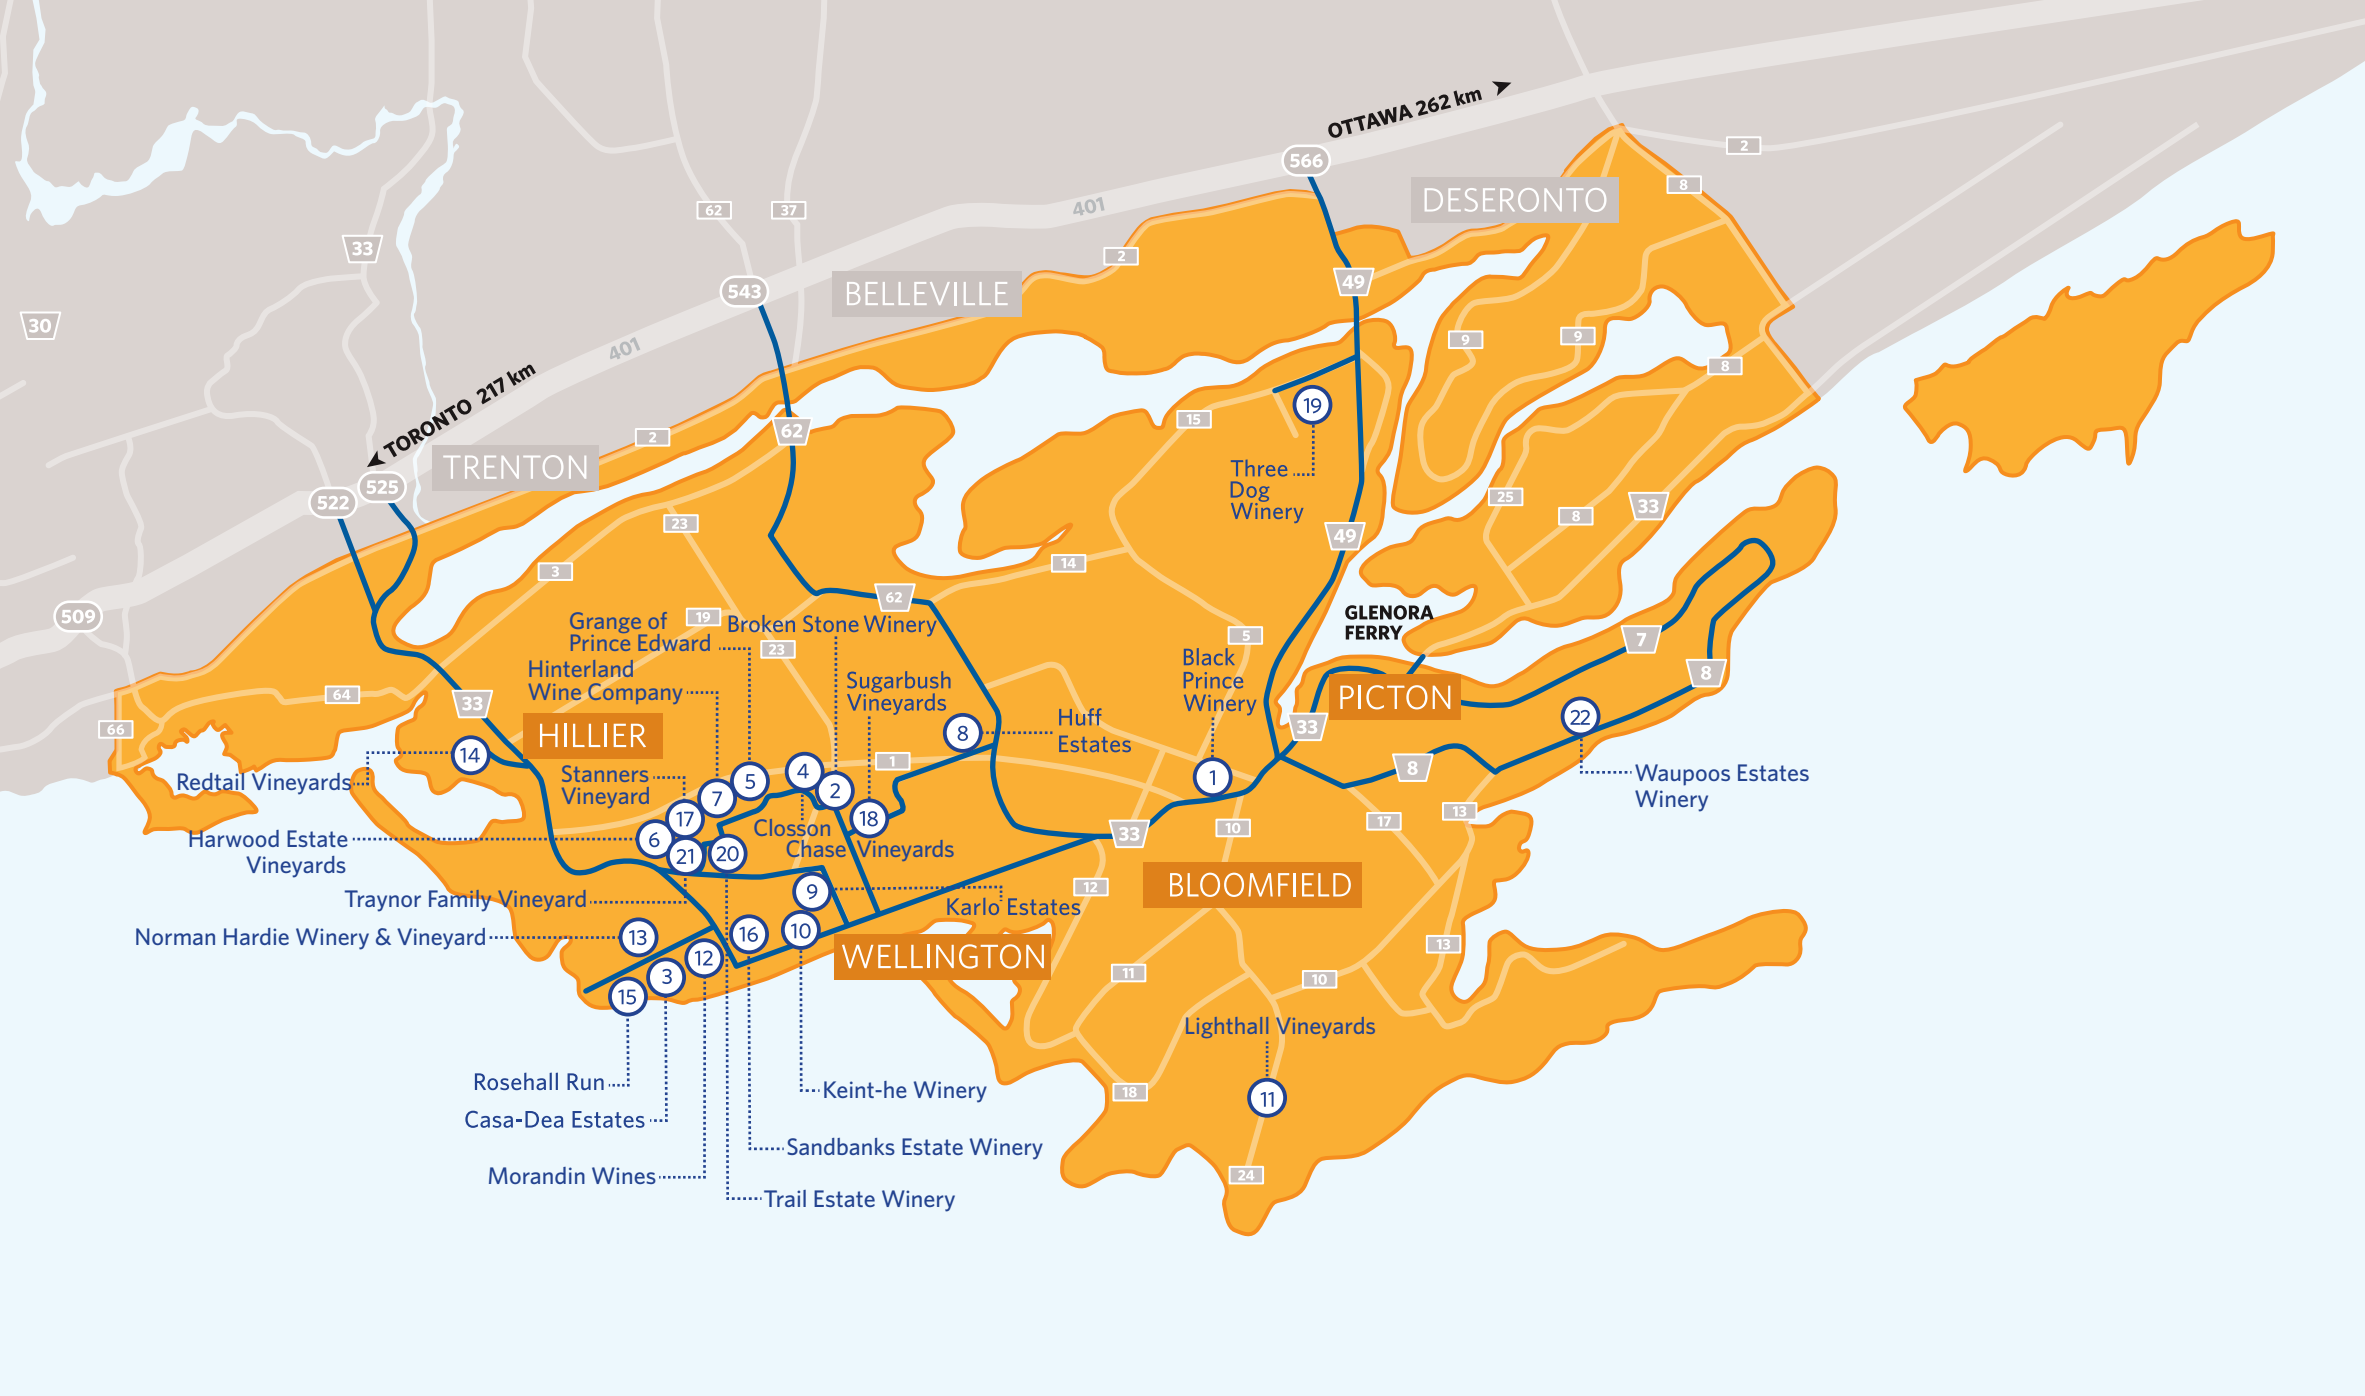 OTTAWA 262 km
2
566
8
DESERONTO
62
37
401
33
2
49
543
BELLEVILLE
30
9
9
401
8
TORONTO 217 km
19
15
62
2
TRENTON
Three
Dog
Winery
525
522
25
33
8
23
49
14
3
62
GLENORA
FERRY
509
19
Grange of
Prince Edward
Broken Stone Winery
5
7
23
Hinterland
Wine Company
Black
Prince
Winery
8
Sugarbush
Vineyards
64
PICTON
33
22
66
HILLIER
8
Huff
Estates
33
14
1
8
Redtail Vineyards
Stanners
Vineyard
4
5
2
7
1
Waupoos Estates
Winery
17
18
13
17
10
33
Closson
Chase Vineyards
Harwood Estate
Vineyards
6
21
20
BLOOMFIELD
12
9
Karlo Estates
Traynor Family Vineyard
Norman Hardie Winery & Vineyard
13
16
10
13
12
WELLINGTON
3
11
10
15
Lighthall Vineyards
Rosehall Run
Keint-he Winery
18
11
Casa-Dea Estates
Sandbanks Estate Winery
Morandin Wines
24
Trail Estate Winery